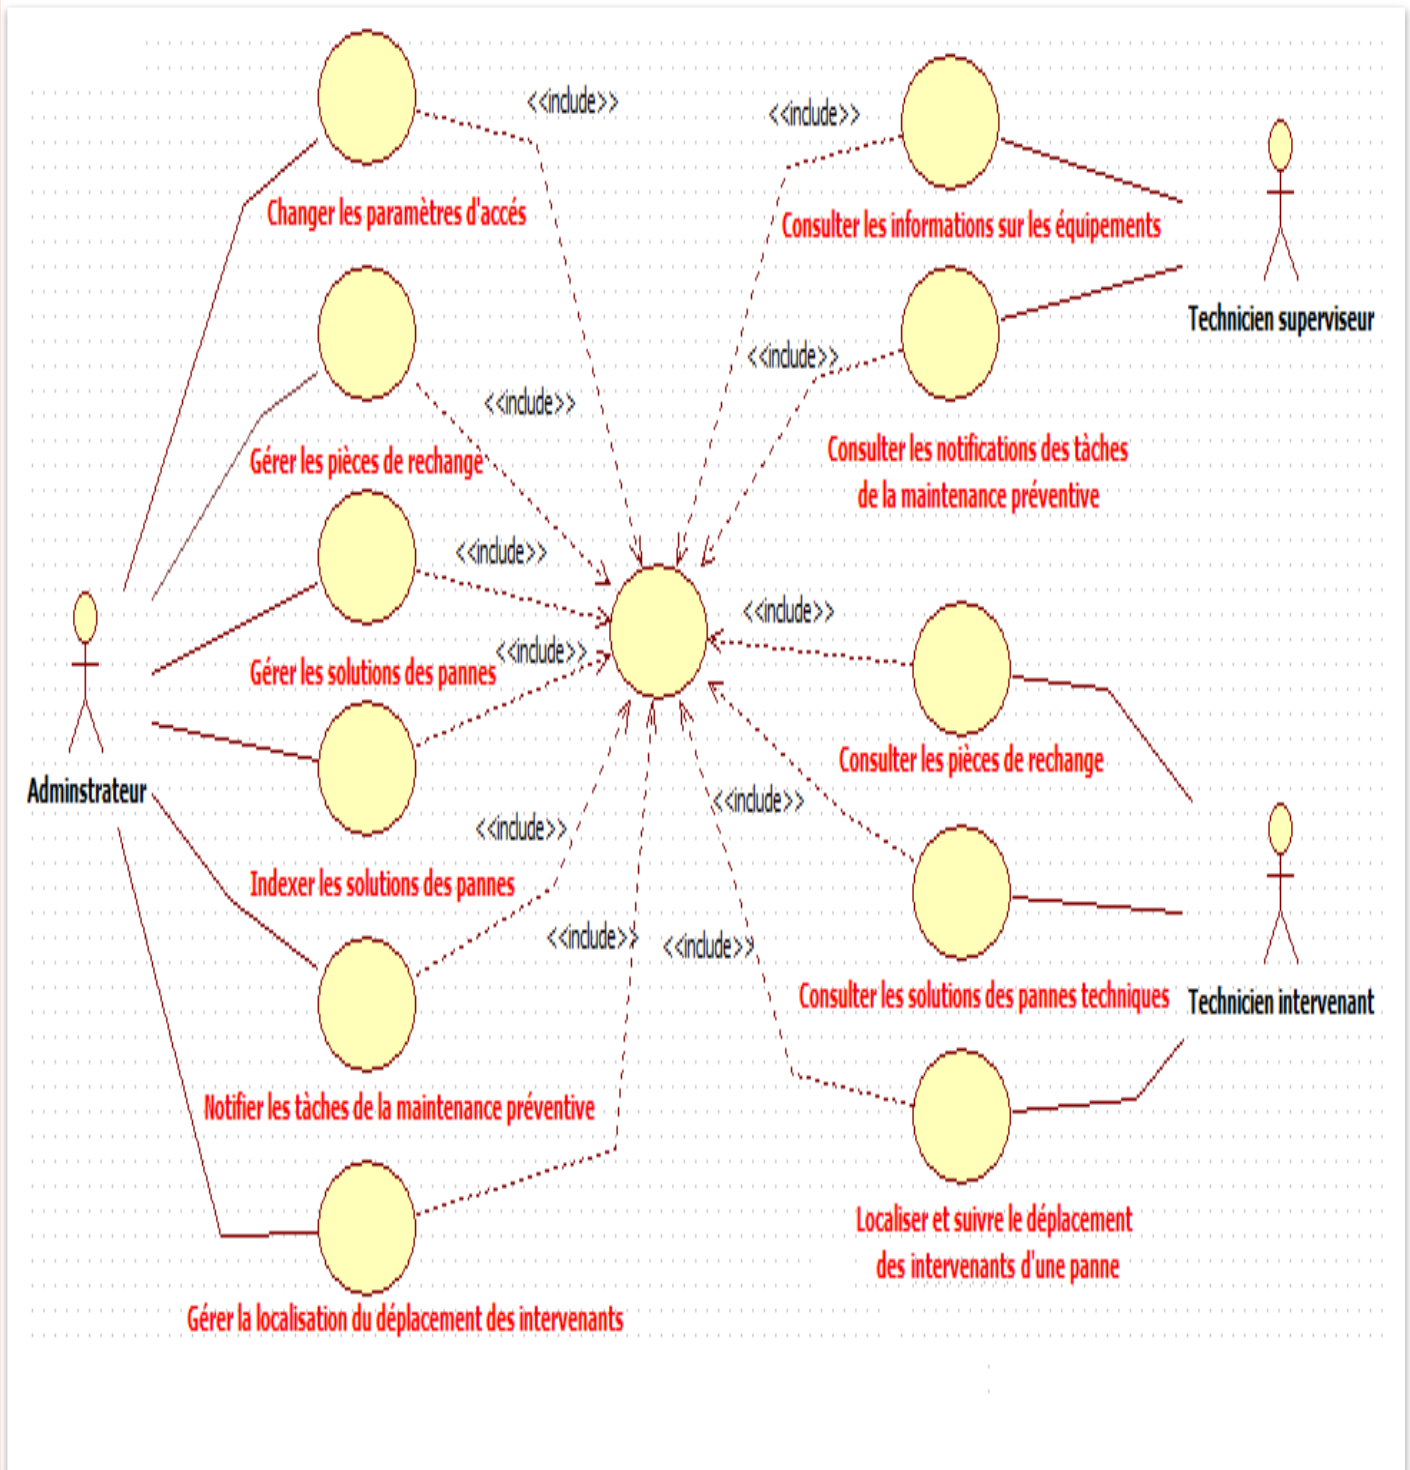 <<include>>
<<include>>
Changer les paramètres d'accés
Consulter les informations sur les équipements
Technicien superviseur
<<include>>
<<include>>
Gérer les pièces de rechange
Consulter les notifications des tàches
de la maintenance préventive
<<include>>
<<include>>
Gérer les solutions des pannes
<<include>>
Consulter les pièces de rechange
Adminstrateur
<<include>>
<<include>>
Indexer les solutions des pannes
<<include>>
<<include>>
Consulter les solutions des pannes techniques
Technicien intervenant
Notifier les tàches de la maintenance préventive
Localiser et suivre le déplacement
des intervenants d'une panne
Gérer la localisation du déplacement des intervenants